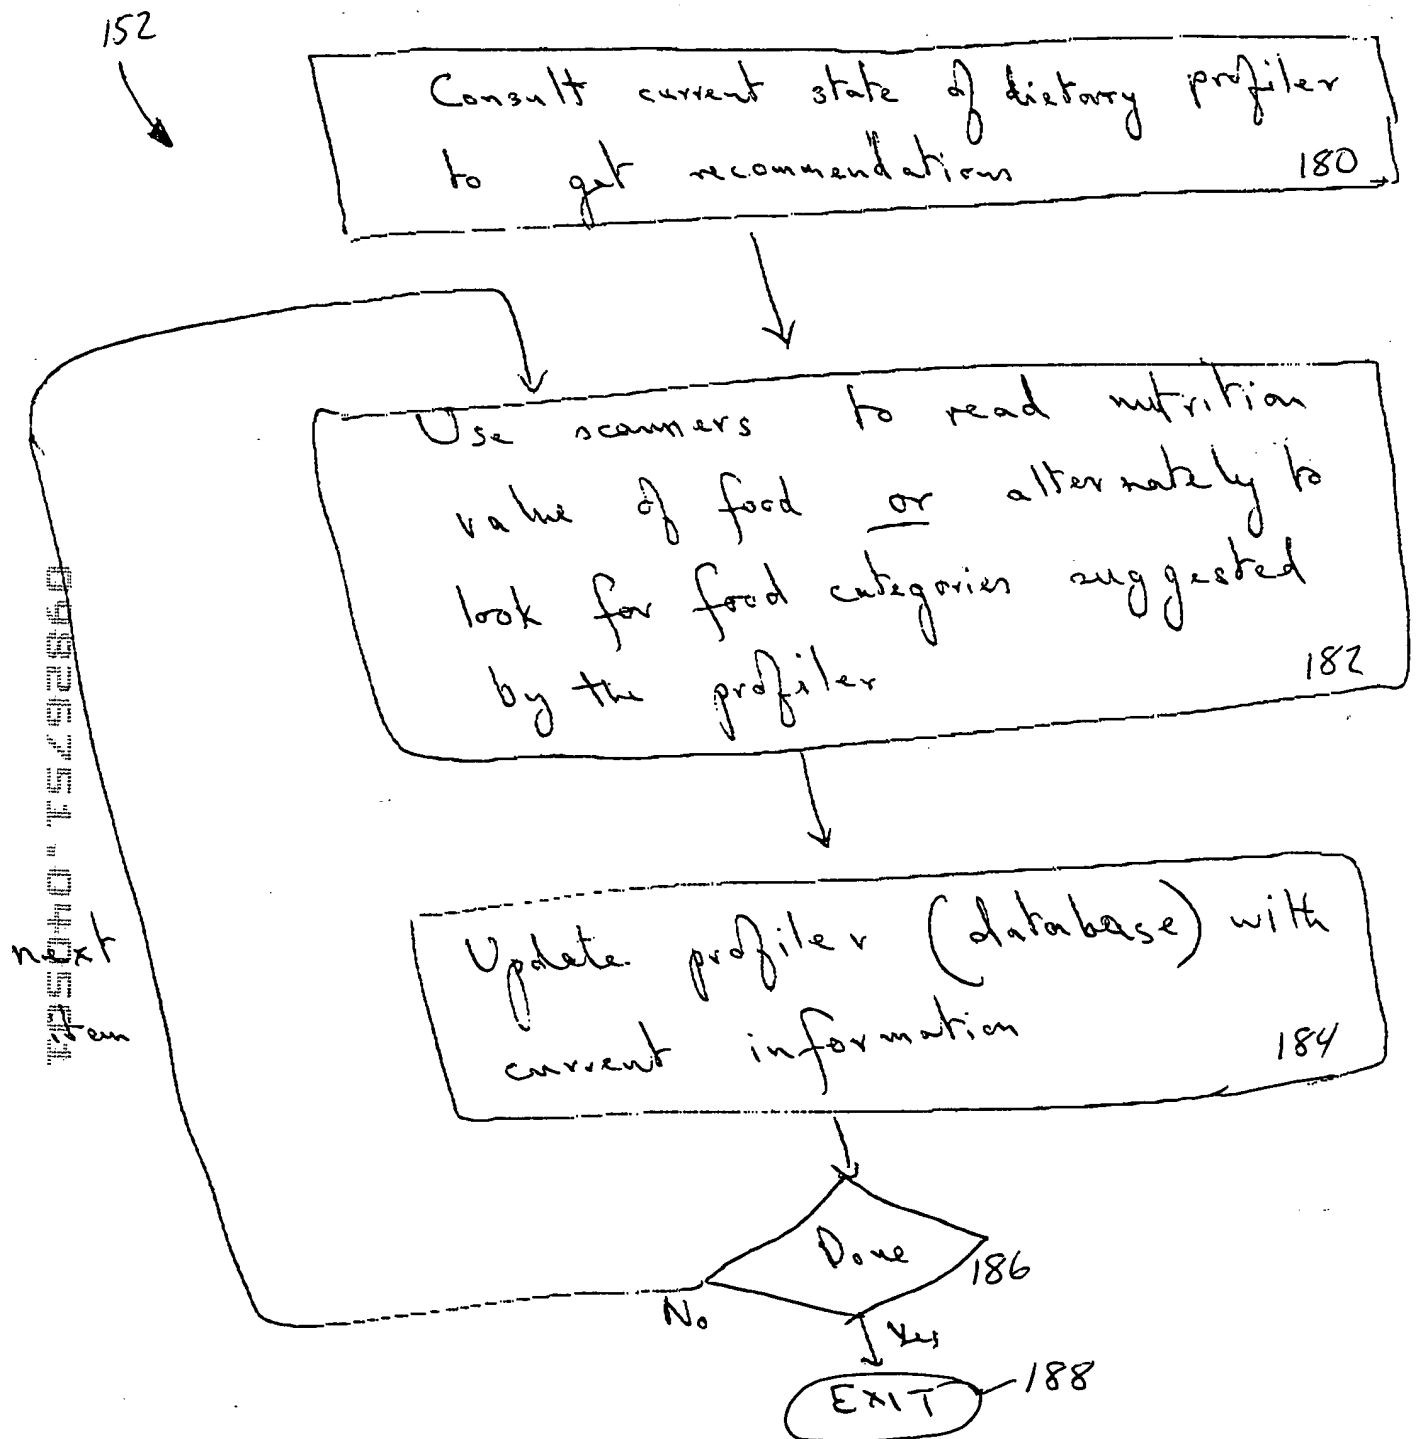 152
Consult current state of dietary profiler
to get recommendations 180
Use scanners to read nutrition
value of food or alternately to
look for food categories suggested
by the profiler 182
Update profiler (database) with
current information 184
next
item
Done 186
No
Yes
EXIT 188